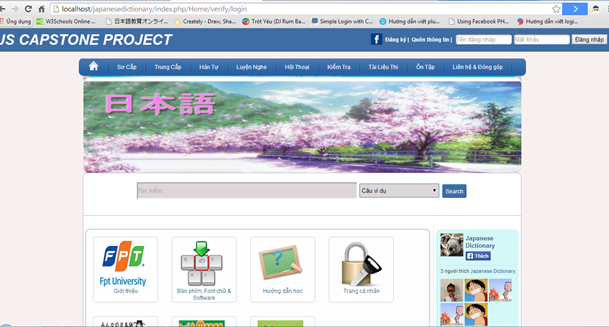 localhost/japanesedictionary/index.php/Home/verify/login
W3Schools Online ...
日本語教育オンライ...
Creately - Draw, Shar...
Trót Yêu (DJ Rum Ba...
Simple Login with C...
Hướng dẫn viết plu...
Using Facebook PH...
Hướng dẫn viết logi...
US CAPSTONE PROJECT
Đăng ký | Quên thông tin |
Tên đăng nhập
Mật khẩu
Đăng nhập
Sơ Cấp
Trung Cấp
Hán Tự
Luyện Nghe
Hội Thoại
Kiểm Tra
Tài Liệu Thi
Ôn Tập
Liên hệ & Đóng góp
日本語
Tìm kiếm
Câu ví dụ
Search
FPT
Fpt University
Giới thiệu
Bàn phím, Font chữ &
Software
Hướng dẫn học
Trang cá nhân
Japanese
Dictionary
Thích
3 người thích Japanese Dictionary.